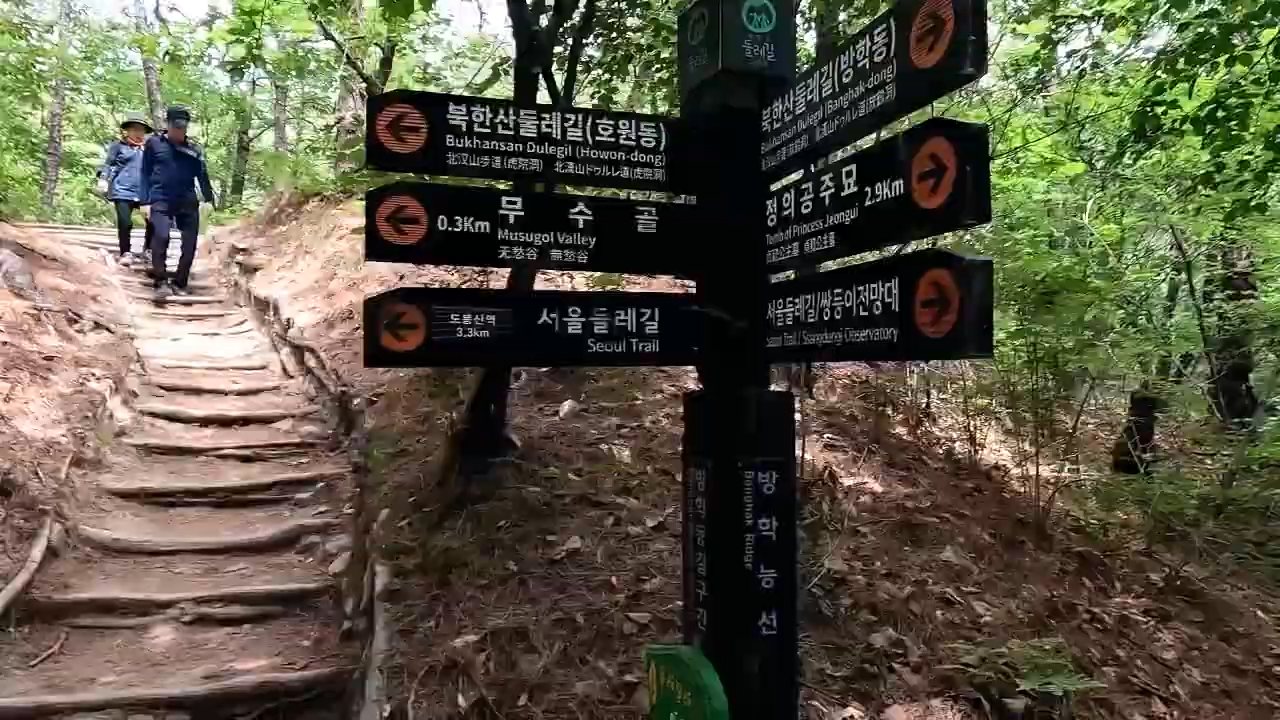 둘레길
북한산둘레길(호원동)
Bukhansan Dulegil (Howon-dong)
北汉山步道(虎院洞) 北漢山ドゥルレ道(虎院洞)
0.3Km 무 수 골
Musugol Valley
无愁谷 無愁谷
도봉산역
3.3km
서울둘레길
Seoul Trail
북한산둘레길(방학동)
Bukhansan Dulegil (Banghak-dong)
정의공주묘 2.9Km
Tomb of Princess Jeongui
서울둘레길/쌍둥이전망대
Seoul Trail / Ssangdungi Observatory
방학능선
Banghak Ridge